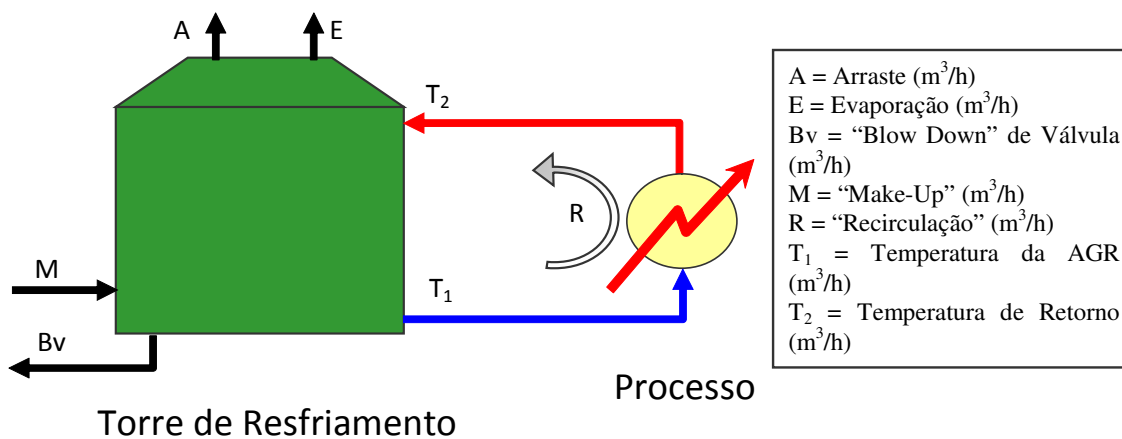 A
E
T₂
R
M
T₁
Bv
Processo
Torre de Resfriamento
A = Arraste (m³/h)
E = Evaporação (m³/h)
Bv = “Blow Down” de Válvula
(m³/h)
M = “Make-Up” (m³/h)
R = “Recirculação” (m³/h)
T₁ = Temperatura da AGR
(m³/h)
T₂ = Temperatura de Retorno
(m³/h)